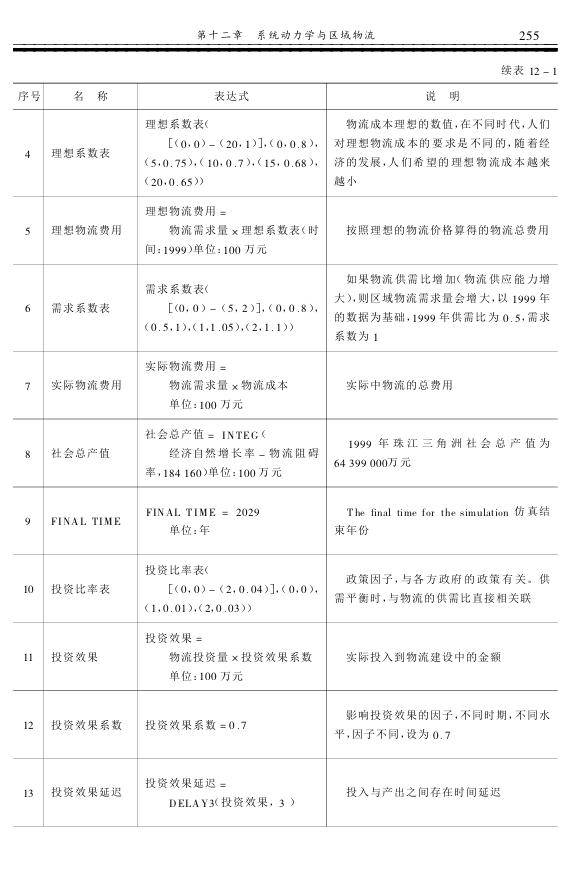 第十二章 系统动力学与区域物流 255
续表 12-1
序号 名 称 表达式 说 明
4 理想系数表
理想系数表(
[(0,0)-(20,1)],(0,0.8),
(5,0.75),(10,0.7),(15,0.68),
(20,0.65))
物流成本理想的数值,在不同时代,人们
对理想物流成本的要求是不同的,随着经
济的发展,人们希望的理想物流成本越来
越小
5 理想物流费用
理想物流费用=
物流需求量×理想系数表(时
间:1999)单位:100万元
按照理想的物流价格算得的物流总费用
6 需求系数表
需求系数表(
[(0,0)-(5,2)],(0,0.8),
(0.5,1),(1,1.05),(2,1.1))
如果物流供需比增加(物流供应能力增
大),则区域物流需求量会增大,以1999年
的数据为基础,1999年供需比为0.5,需求
系数为1
7 实际物流费用
实际物流费用=
物流需求量×物流成本
单位:100万元
实际中物流的总费用
8 社会总产值
社会总产值= INTEG(
经济自然增长率-物流阻碍
率,184 160)单位:100万元
1999年珠江三角洲社会总产值为
64 399 000万元
9 FINAL TIME
FINAL TIME = 2029
单位:年
The final time for the simulation 仿真结
束年份
10 投资比率表
投资比率表(
[(0,0)-(2,0.04)],(0,0),
(1,0.01),(2,0.03))
政策因子,与各方政府的政策有关。供
需平衡时,与物流的供需比直接相关联
11 投资效果
投资效果=
物流投资量×投资效果系数
单位:100万元
实际投入到物流建设中的金额
12 投资效果系数 投资效果系数=0.7
影响投资效果的因子,不同时期,不同水
平,因子不同,设为0.7
13 投资效果延迟
投资效果延迟=
DELAY3(投资效果, 3 )
投入与产出之间存在时间延迟